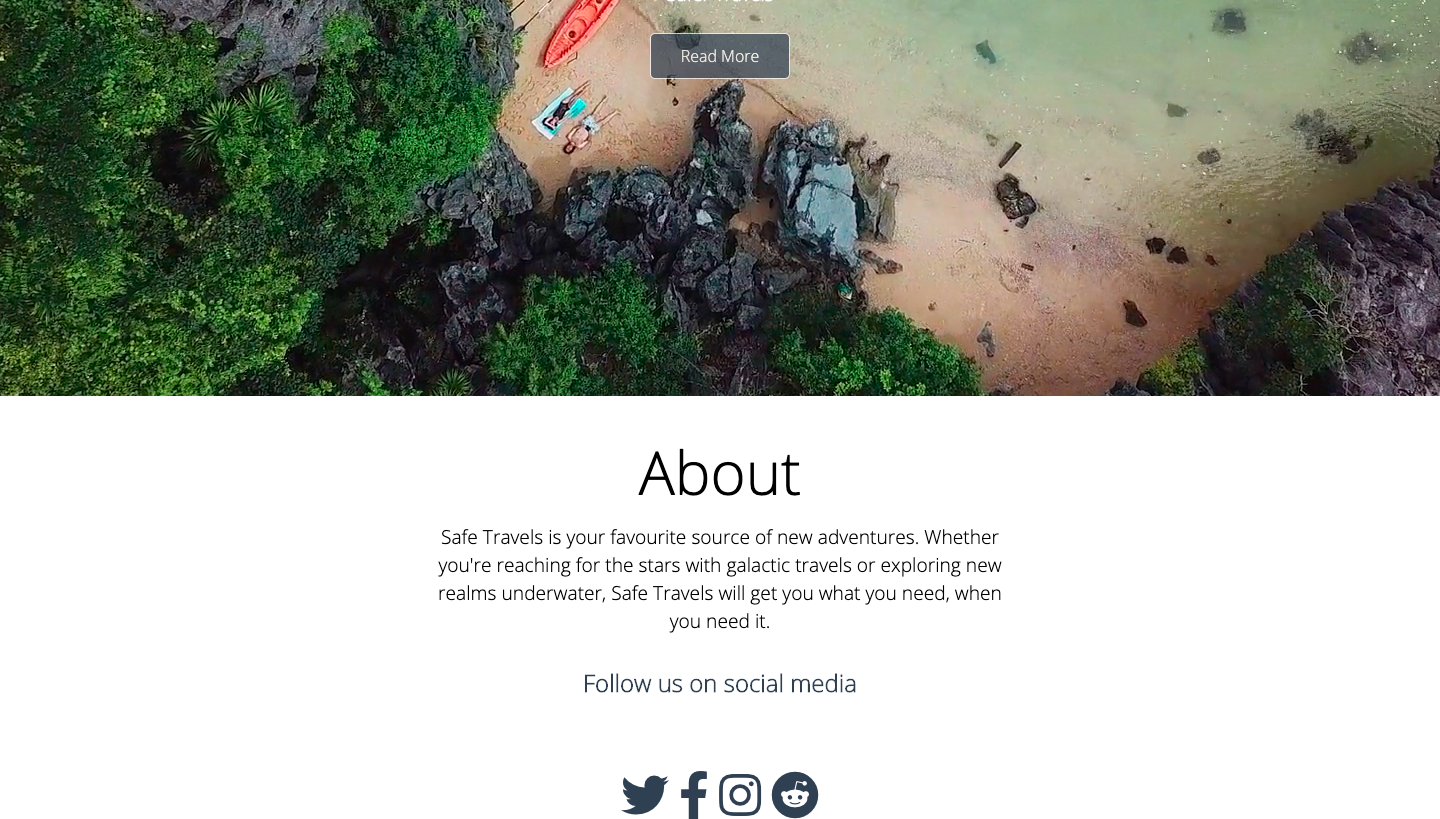 Read More
About
Safe Travels is your favourite source of new adventures. Whether
you're reaching for the stars with galactic travels or exploring new
realms underwater, Safe Travels will get you what you need, when
you need it.
Follow us on social media